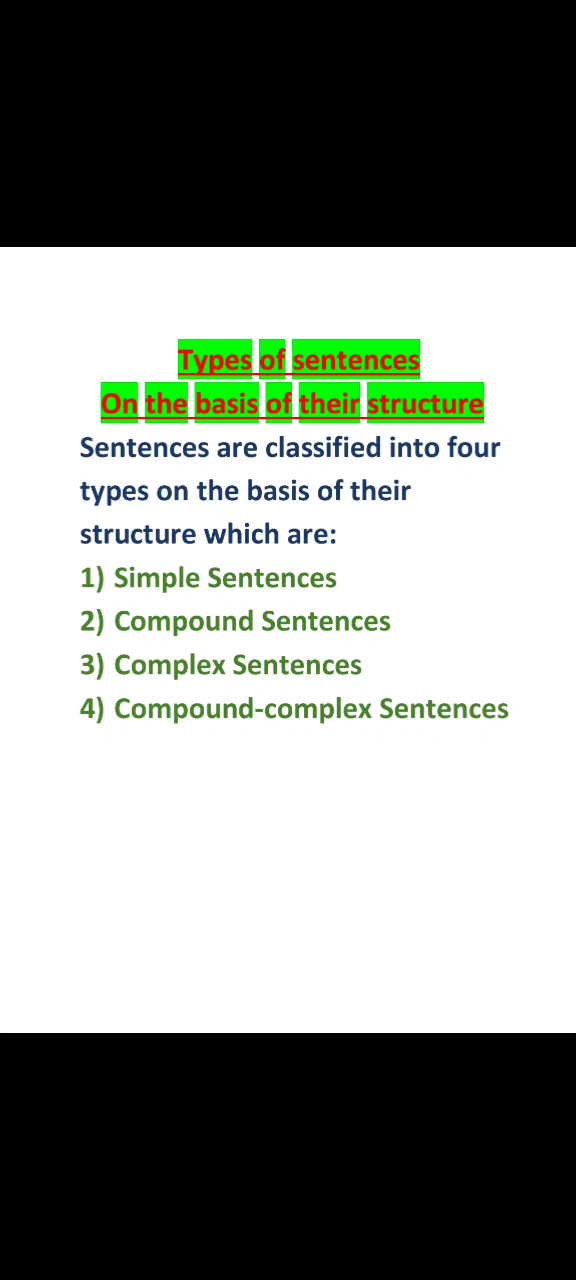 Types of sentences
On the basis of their structure
Sentences are classified into four
types on the basis of their
structure which are:
1) Simple Sentences
2) Compound Sentences
3) Complex Sentences
4) Compound-complex Sentences